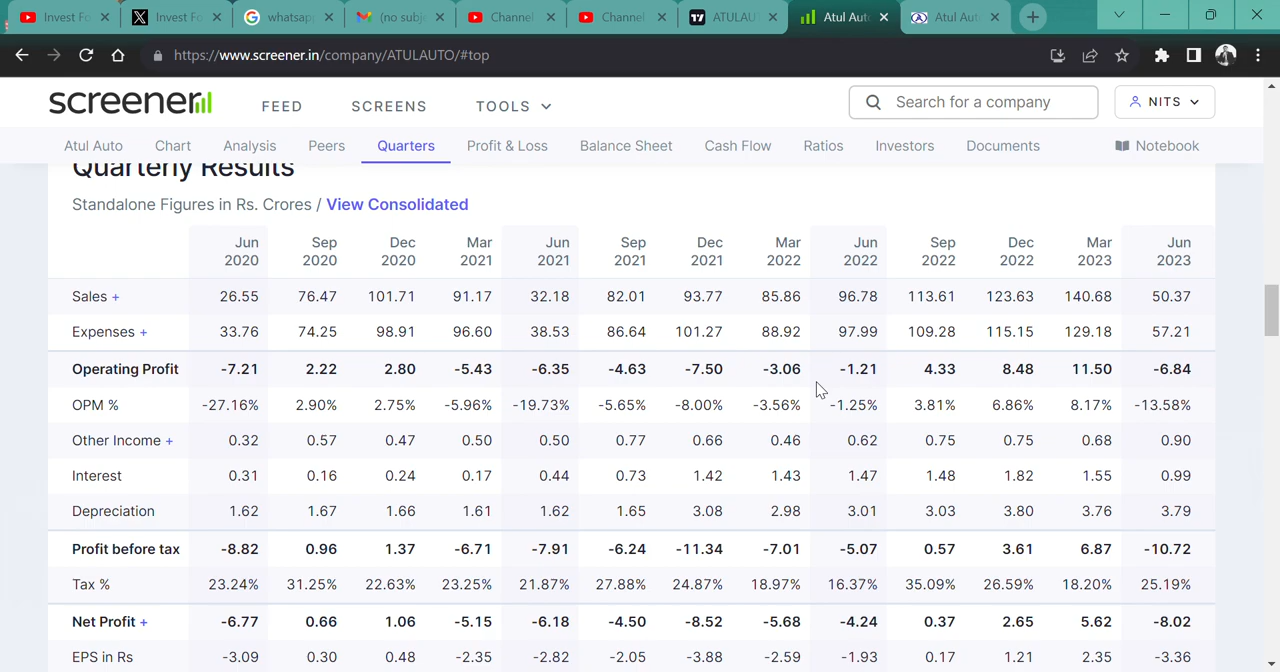 Invest Fo
Invest Fo
whatsap
(no subj
Channel
Channel
ATULAU
Atul Aut
Atul Aut
https://www.screener.in/company/ATULAUTO/#top
screener
FEED
SCREENS
TOOLS
Search for a company
NITS
Atul Auto
Chart
Analysis
Peers
Quarters
Profit & Loss
Balance Sheet
Cash Flow
Ratios
Investors
Documents
Notebook
Quarterly Results
Standalone Figures in Rs. Crores / View Consolidated
Jun 2020 Sep 2020 Dec 2020 Mar 2021 Jun 2021 Sep 2021 Dec 2021 Mar 2022 Jun 2022 Sep 2022 Dec 2022 Mar 2023 Jun 2023
Sales + 26.55 76.47 101.71 91.17 32.18 82.01 93.77 85.86 96.78 113.61 123.63 140.68 50.37
Expenses + 33.76 74.25 98.91 96.60 38.53 86.64 101.27 88.92 97.99 109.28 115.15 129.18 57.21
Operating Profit -7.21 2.22 2.80 -5.43 -6.35 -4.63 -7.50 -3.06 -1.21 4.33 8.48 11.50 -6.84
OPM % -27.16% 2.90% 2.75% -5.96% -19.73% -5.65% -8.00% -3.56% -1.25% 3.81% 6.86% 8.17% -13.58%
Other Income + 0.32 0.57 0.47 0.50 0.50 0.77 0.66 0.46 0.62 0.75 0.75 0.68 0.90
Interest 0.31 0.16 0.24 0.17 0.44 0.73 1.42 1.43 1.47 1.48 1.82 1.55 0.99
Depreciation 1.62 1.67 1.66 1.61 1.62 1.65 3.08 2.98 3.01 3.03 3.80 3.76 3.79
Profit before tax -8.82 0.96 1.37 -6.71 -7.91 -6.24 -11.34 -7.01 -5.07 0.57 3.61 6.87 -10.72
Tax % 23.24% 31.25% 22.63% 23.25% 21.87% 27.88% 24.87% 18.97% 16.37% 35.09% 26.59% 18.20% 25.19%
Net Profit + -6.77 0.66 1.06 -5.15 -6.18 -4.50 -8.52 -5.68 -4.24 0.37 2.65 5.62 -8.02
EPS in Rs -3.09 0.30 0.48 -2.35 -2.82 -2.05 -3.88 -2.59 -1.93 0.17 1.21 2.35 -3.36